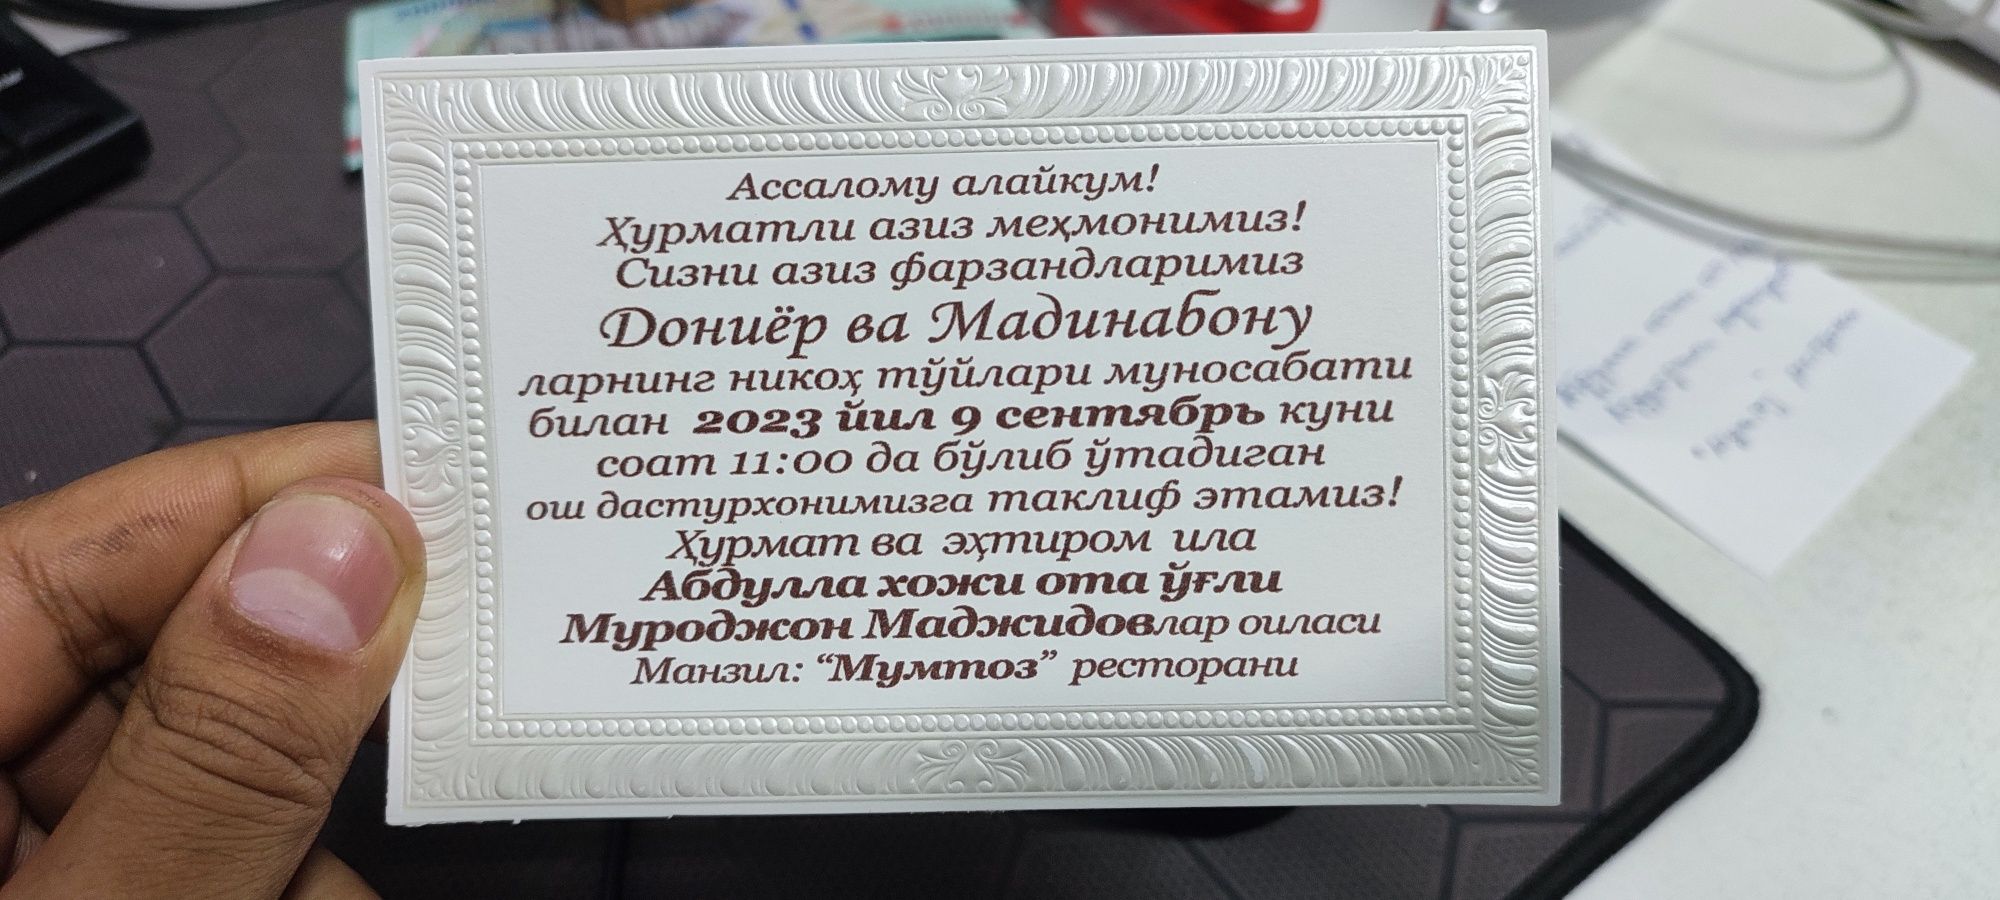 Ассалому алайкум!
Ҳурматли азиз меҳмонимиз!
Сизни азиз фарзандларимиз
Дониёр ва Мадинабону
ларнинг никоҳ тўйлари муносабати
билан 2023 йил 9 сентябрь куни
соат 11:00 да бўлиб ўтадиган
ош дастурхонимизга таклиф этамиз!
Ҳурмат ва эҳтиром ила
Абдулла хожи ота ўғли
Муроджон Маджидовлар оиласи
Манзил: “Мумтоз” ресторани